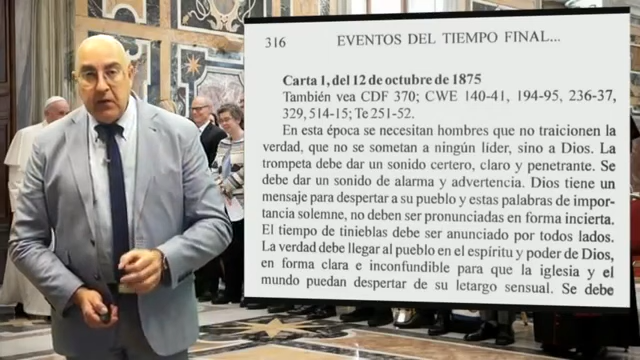 316 EVENTOS DEL TIEMPO FINAL...
Carta 1, del 12 de octubre de 1875
También vea CDF 370; CWE 140-41, 194-95, 236-37,
329, 514-15; Te 251-52.
En esta época se necesitan hombres que no traicionen la
verdad, que no se sometan a ningún líder, sino a Dios. La
trompeta debe dar un sonido certero, claro y penetrante. Se
debe dar un sonido de alarma y advertencia. Dios tiene un
mensaje para despertar a su pueblo y estas palabras de impor-
tancia solemne, no deben ser pronunciadas en forma incierta.
El tiempo de tinieblas debe ser anunciado por todos lados.
La verdad debe llegar al pueblo en el espíritu y poder de Dios,
en forma clara e inconfundible para que la iglesia y el
mundo puedan despertar de su letargo sensual. Se debe